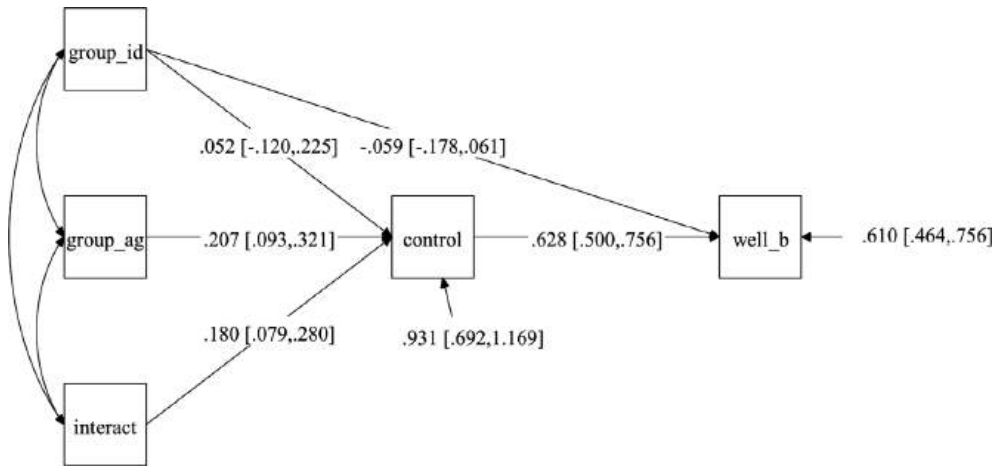 group_id
.052 [-.120,.225] -.059 [-.178,.061]
group_ag .207 [.093,.321] control .628 [.500,.756] well_b .610 [.464,.756]
.180 [.079,.280] .931 [.692,1.169]
interact